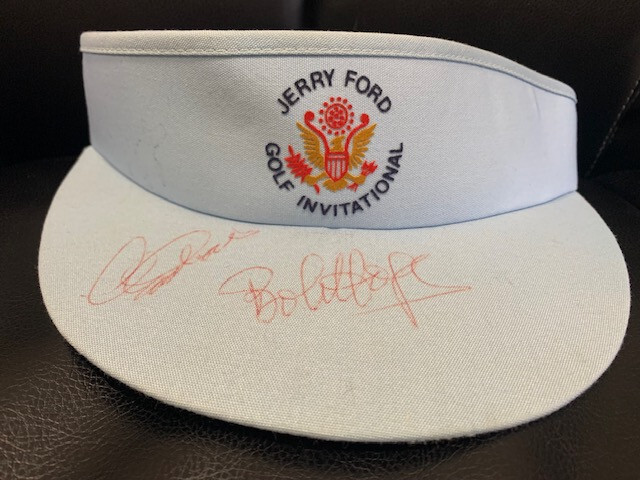 JERRY FORD
GOLF INVITATIONAL
Bob Hope